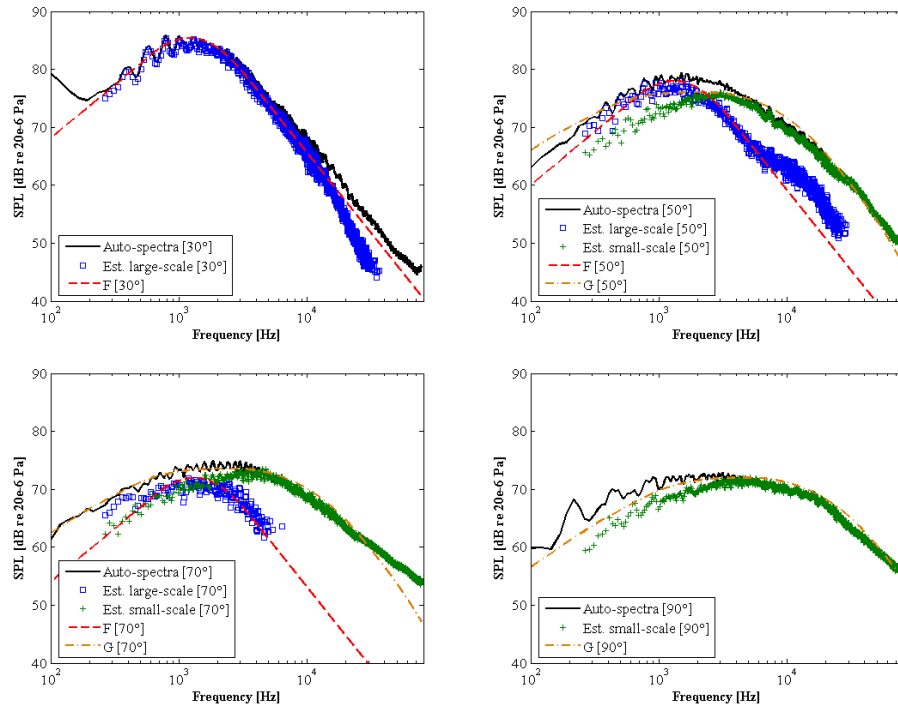 90
80
70
60
50
40
SPL [dB re 20e-6 Pa]
Auto-spectra [30°]
Est. large-scale [30°]
F [30°]
10^2
10^3
10^4
Frequency [Hz]
90
80
70
60
50
40
SPL [dB re 20e-6 Pa]
Auto-spectra [50°]
Est. large-scale [50°]
Est. small-scale [50°]
F [50°]
G [50°]
10^2
10^3
10^4
Frequency [Hz]
90
80
70
60
50
40
SPL [dB re 20e-6 Pa]
Auto-spectra [70°]
Est. large-scale [70°]
Est. small-scale [70°]
F [70°]
G [70°]
10^2
10^3
10^4
Frequency [Hz]
90
80
70
60
50
40
SPL [dB re 20e-6 Pa]
Auto-spectra [90°]
Est. small-scale [90°]
G [90°]
10^2
10^3
10^4
Frequency [Hz]